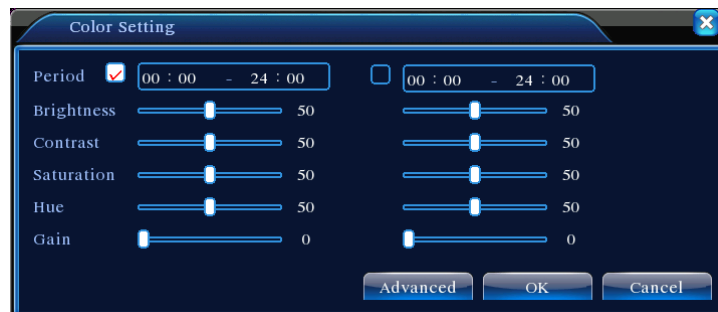 Color Setting
Period 00 : 00 - 24 : 00 00 : 00 - 24 : 00
Brightness 50 50
Contrast 50 50
Saturation 50 50
Hue 50 50
Gain 0 0
Advanced OK Cancel